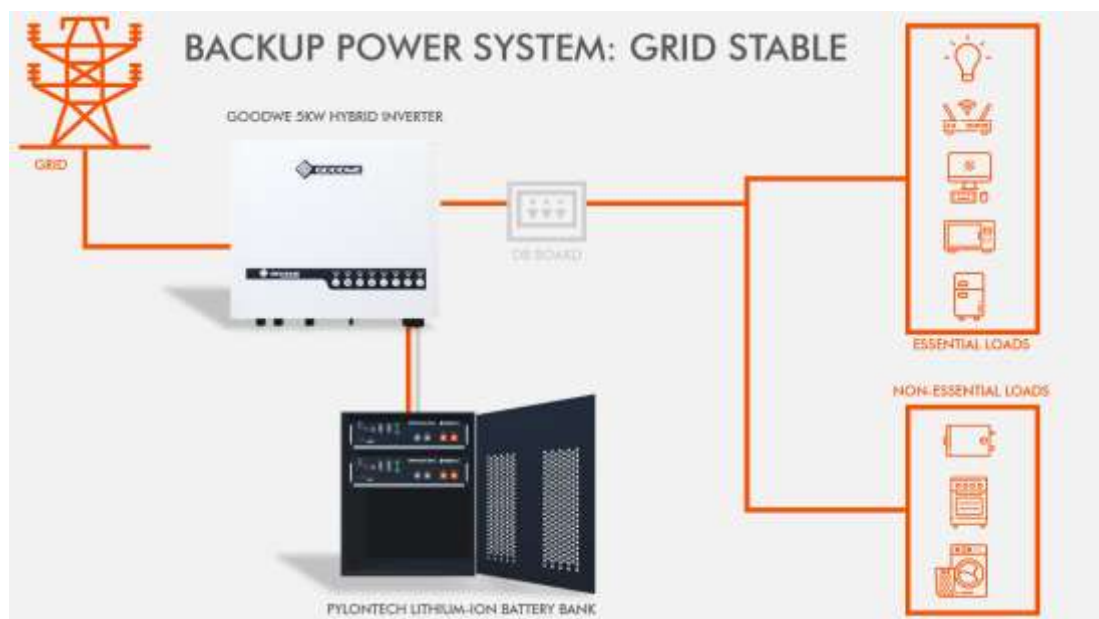 BACKUP POWER SYSTEM: GRID STABLE
GOODWE 5KW HYBRID INVERTER
GRID
GOODWE
DB BOARD
ESSENTIAL LOADS
NON-ESSENTIAL LOADS
PYLONTECH LITHIUM-ION BATTERY BANK